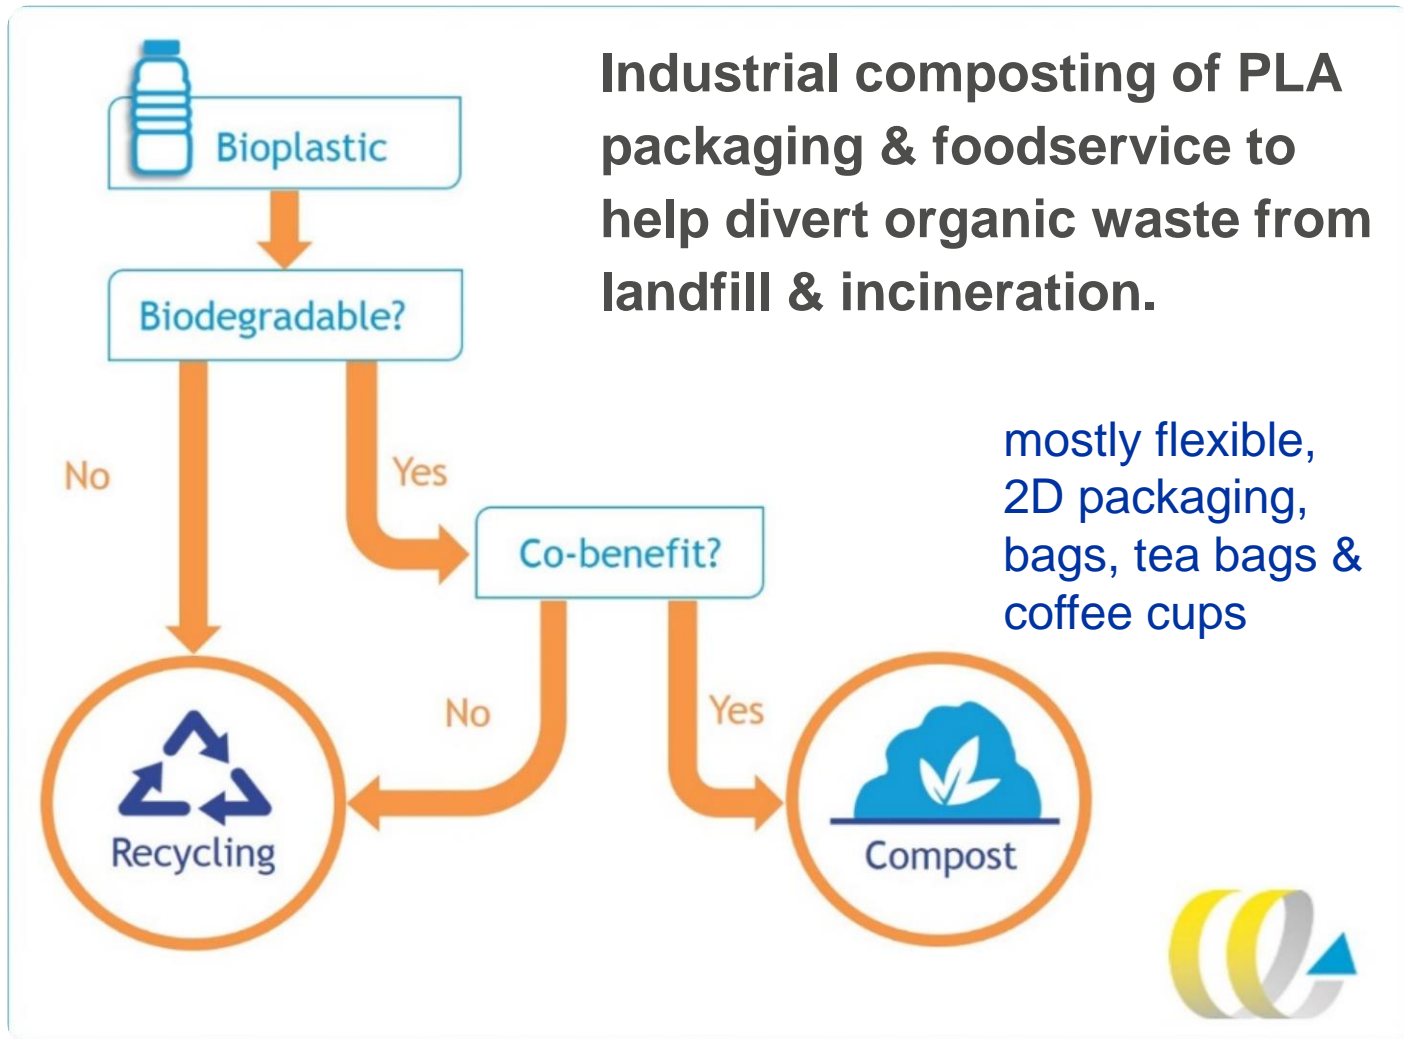 Industrial composting of PLA
packaging & foodservice to
help divert organic waste from
landfill & incineration.
Bioplastic
Biodegradable?
mostly flexible,
2D packaging,
bags, tea bags &
coffee cups
No
Yes
Co-benefit?
No
Yes
Recycling
Compost